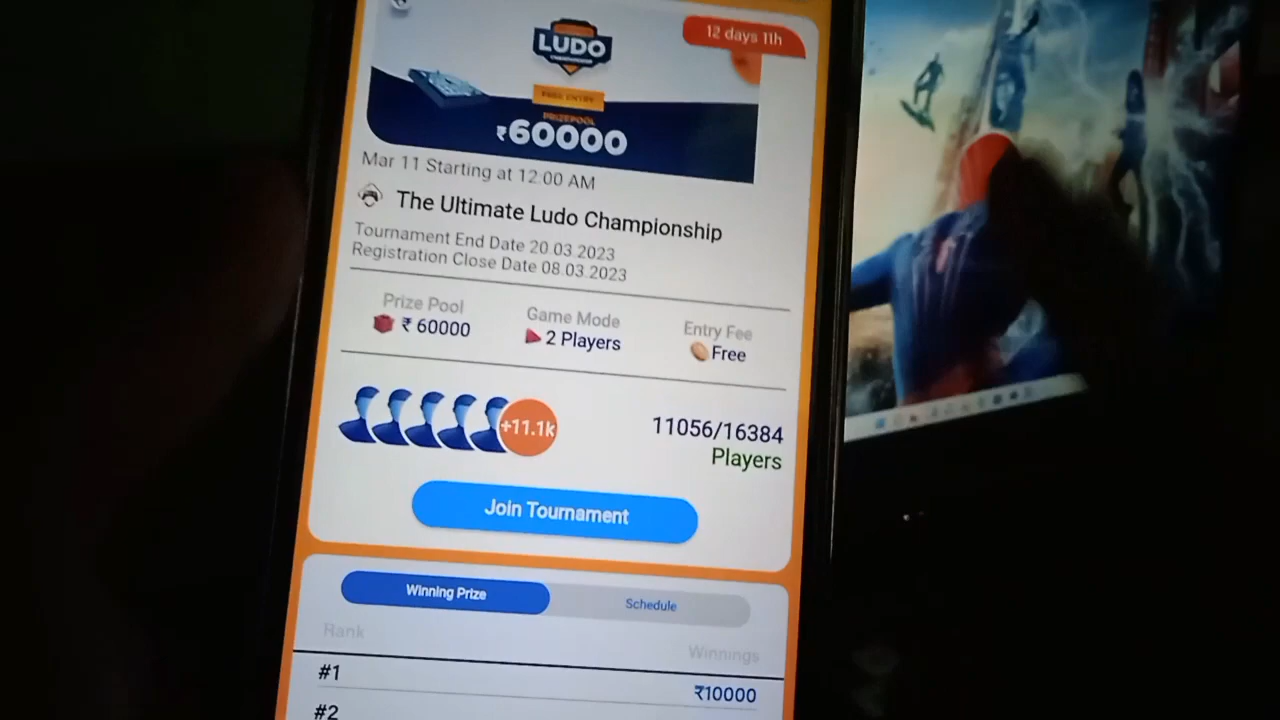 12 days 11h
LUDO
FREE ENTRY
PRIZEPOOL
₹60000
Mar 11 Starting at 12:00 AM
The Ultimate Ludo Championship
Tournament End Date 20.03 2023
Registration Close Date 08.03.2023
Prize Pool
₹ 60000
Game Mode
2 Players
Entry Fee
Free
+11.1k
11056/16384
Players
Join Tournament
Winning Prize
Schedule
Rank
Winnings
#1
₹10000
#2